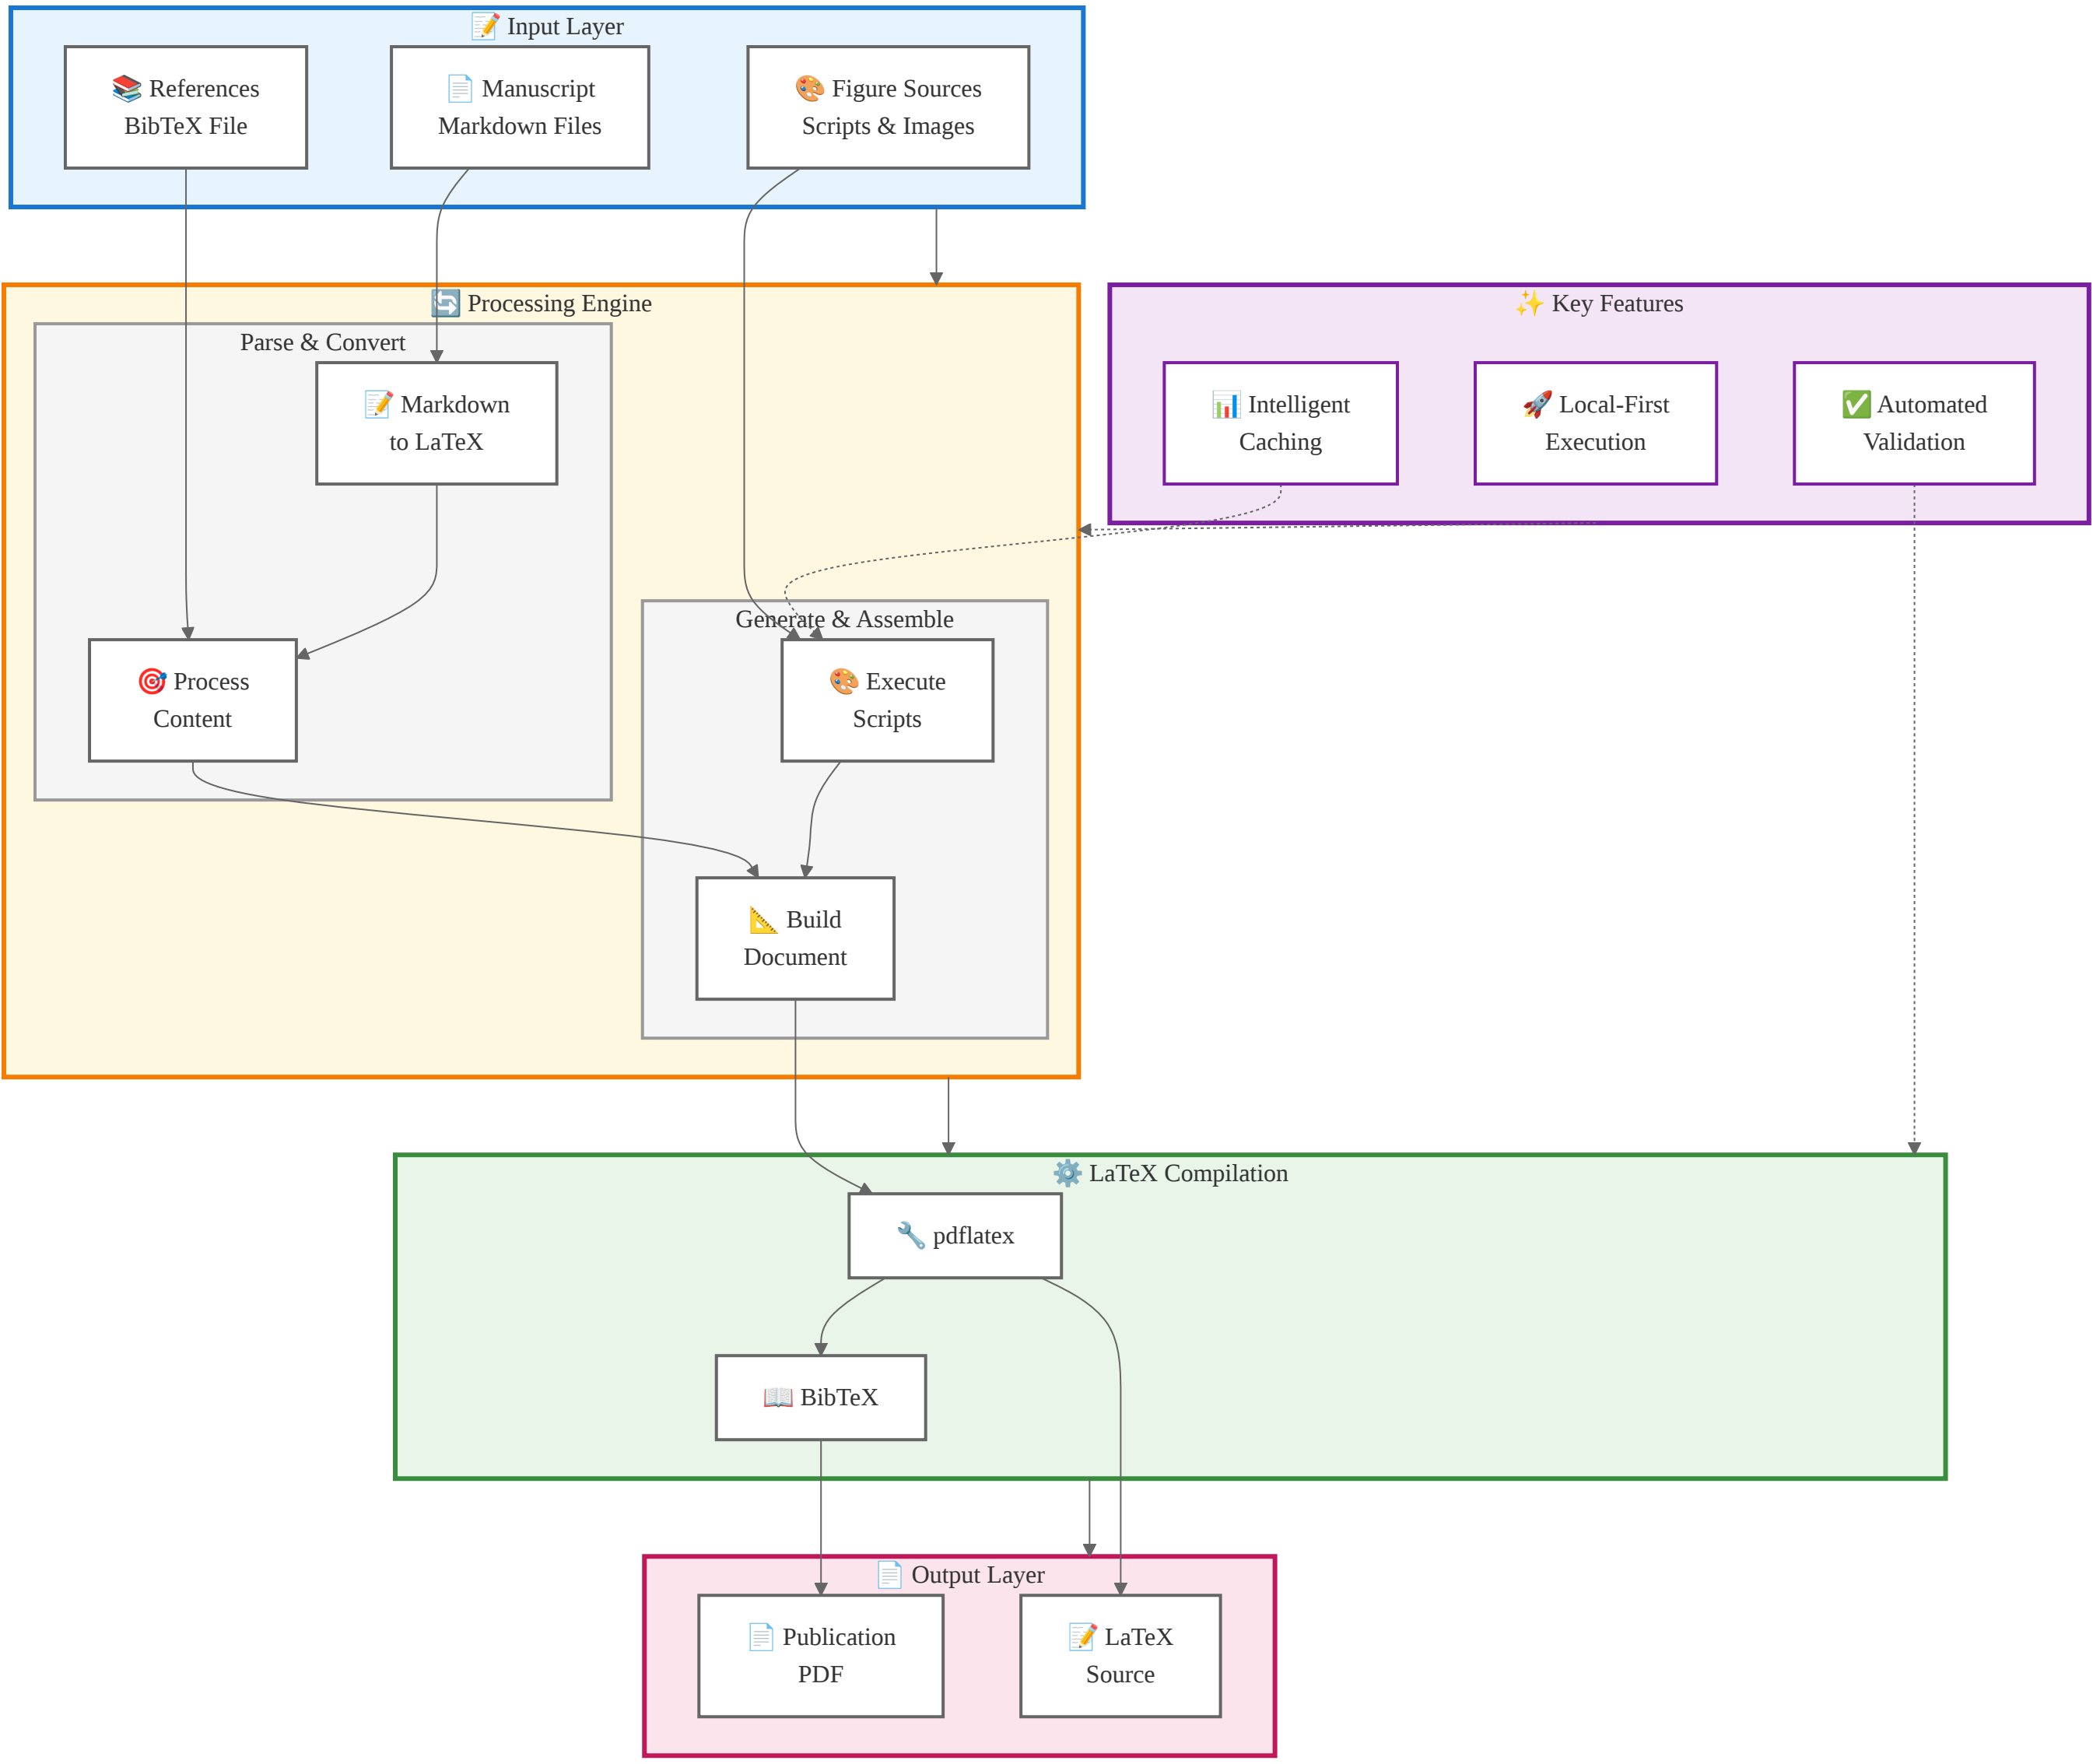 📝 Input Layer
📚 References
BibTeX File
📄 Manuscript
Markdown Files
🎨 Figure Sources
Scripts & Images
🔄 Processing Engine
Parse & Convert
📝 Markdown
to LaTeX
🎯 Process
Content
Generate & Assemble
🎨 Execute
Scripts
📐 Build
Document
✨ Key Features
📊 Intelligent
Caching
🚀 Local-First
Execution
✅ Automated
Validation
⚙️ LaTeX Compilation
🔧 pdflatex
📖 BibTeX
📄 Output Layer
📄 Publication
PDF
📝 LaTeX
Source